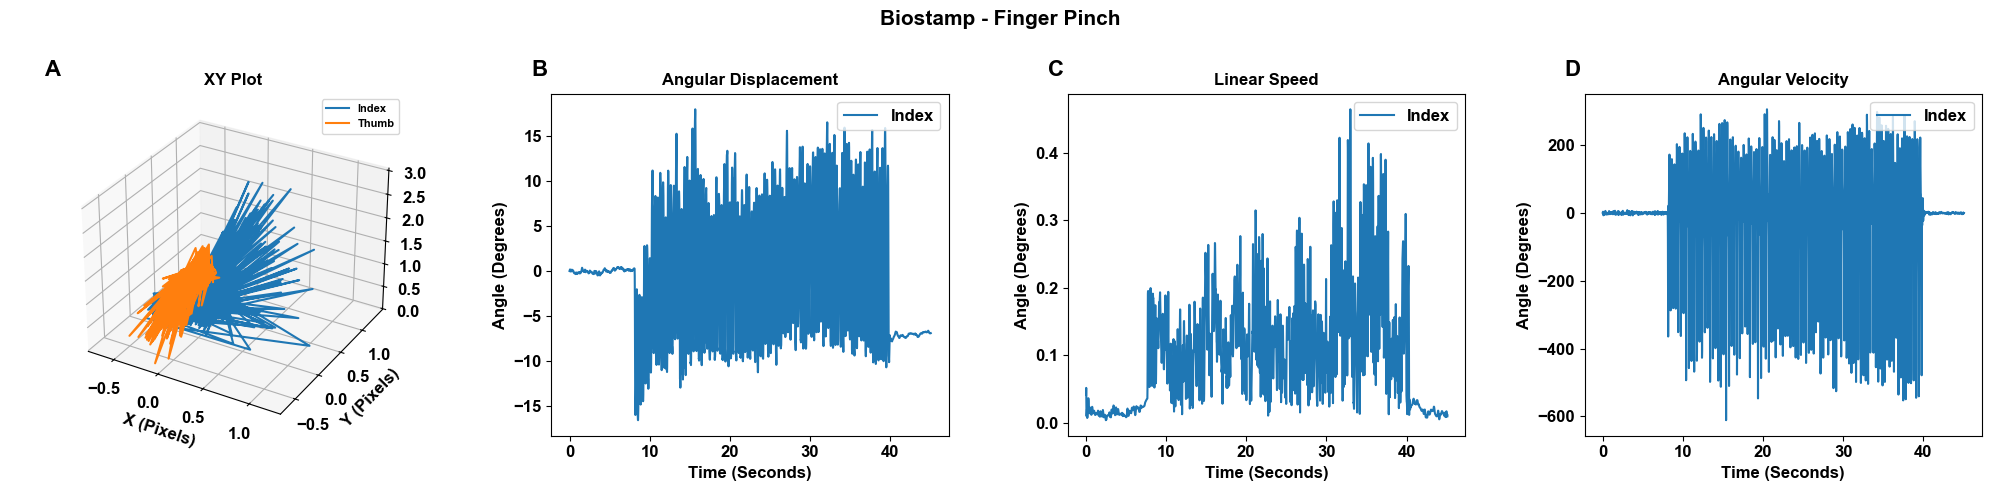 Biostamp - Finger Pinch
A
XY Plot
Index
Thumb
3.0
2.5
2.0
1.5
1.0
0.5
0.0
−0.5
0.0
0.5
1.0
X (Pixels)
−0.5
0.0
0.5
1.0
Y (Pixels)
B
Angular Displacement
Index
Angle (Degrees)
15
10
5
0
−5
−10
−15
0 10 20 30 40
Time (Seconds)
C
Linear Speed
Index
Angle (Degrees)
0.4
0.3
0.2
0.1
0.0
0 10 20 30 40
Time (Seconds)
D
Angular Velocity
Index
Angle (Degrees)
200
0
−200
−400
−600
0 10 20 30 40
Time (Seconds)